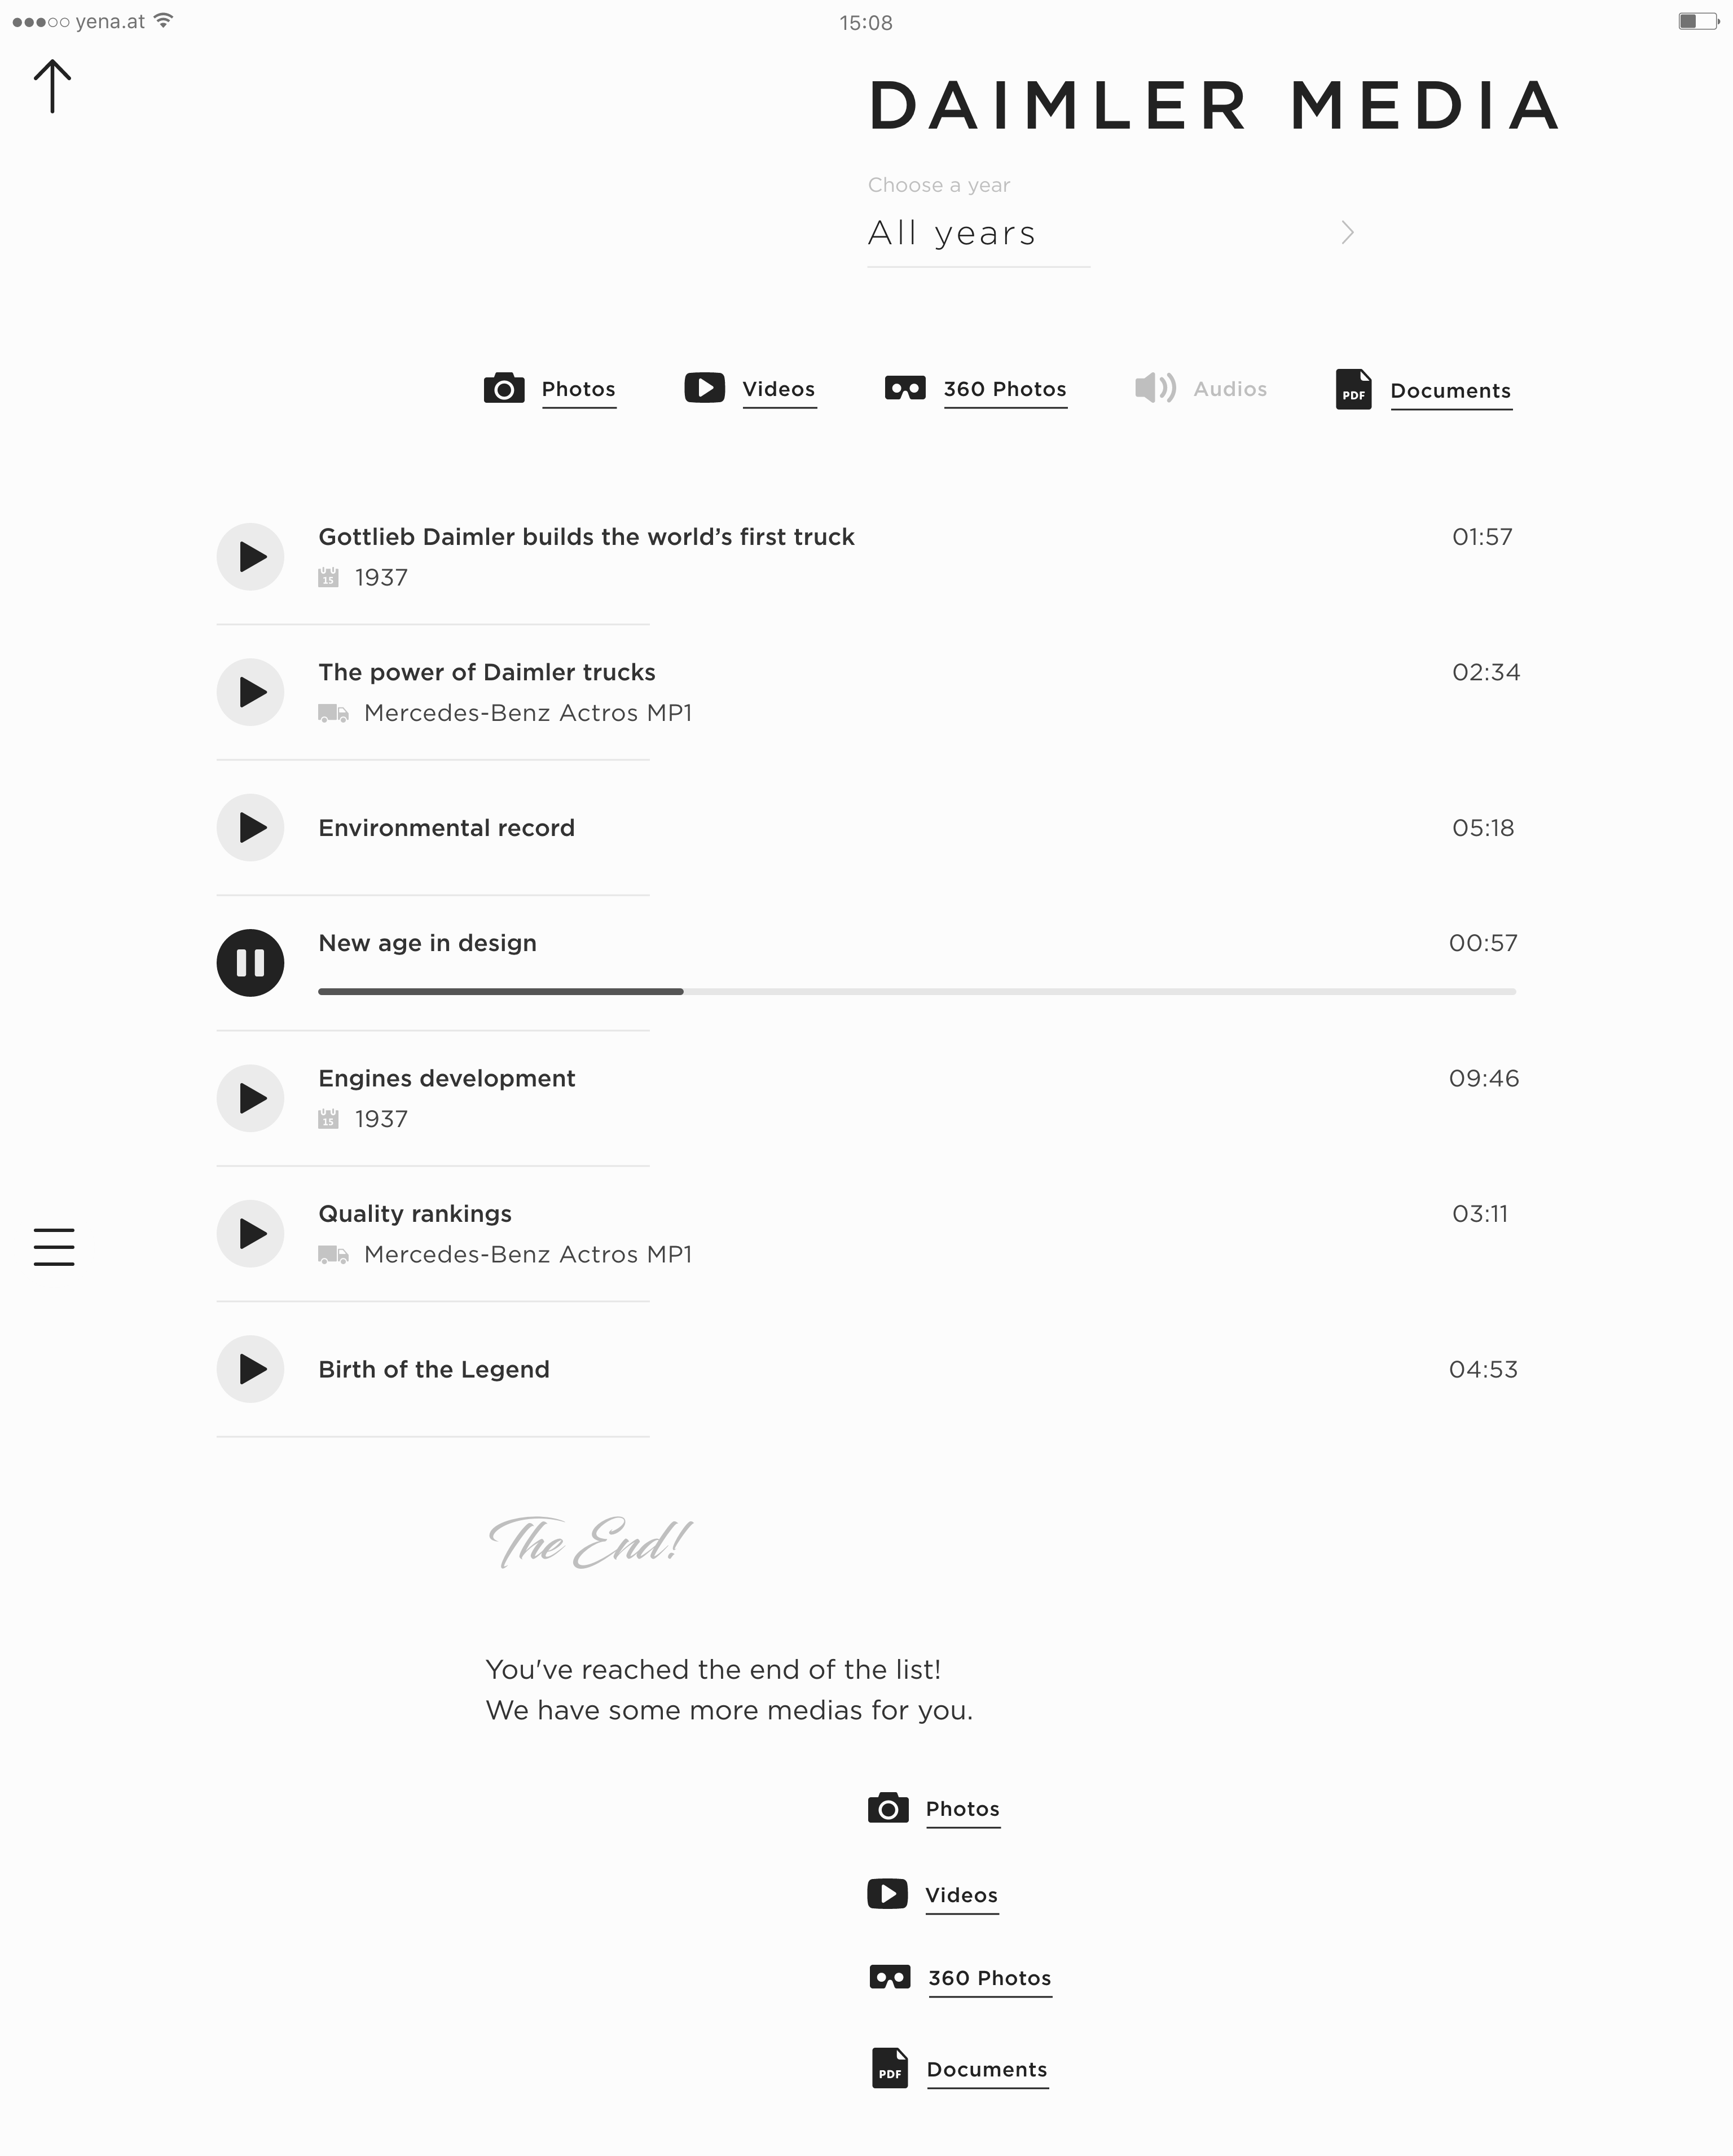 yena.at
15:08
DAIMLER MEDIA
Choose a year
All years
Photos
Videos
360 Photos
Audios
PDF
Documents
Gottlieb Daimler builds the world’s first truck
01:57
15
1937
The power of Daimler trucks
02:34
Mercedes-Benz Actros MP1
Environmental record
05:18
New age in design
00:57
Engines development
09:46
15
1937
Quality rankings
03:11
Mercedes-Benz Actros MP1
Birth of the Legend
04:53
The End!
You've reached the end of the list!
We have some more medias for you.
Photos
Videos
360 Photos
PDF
Documents